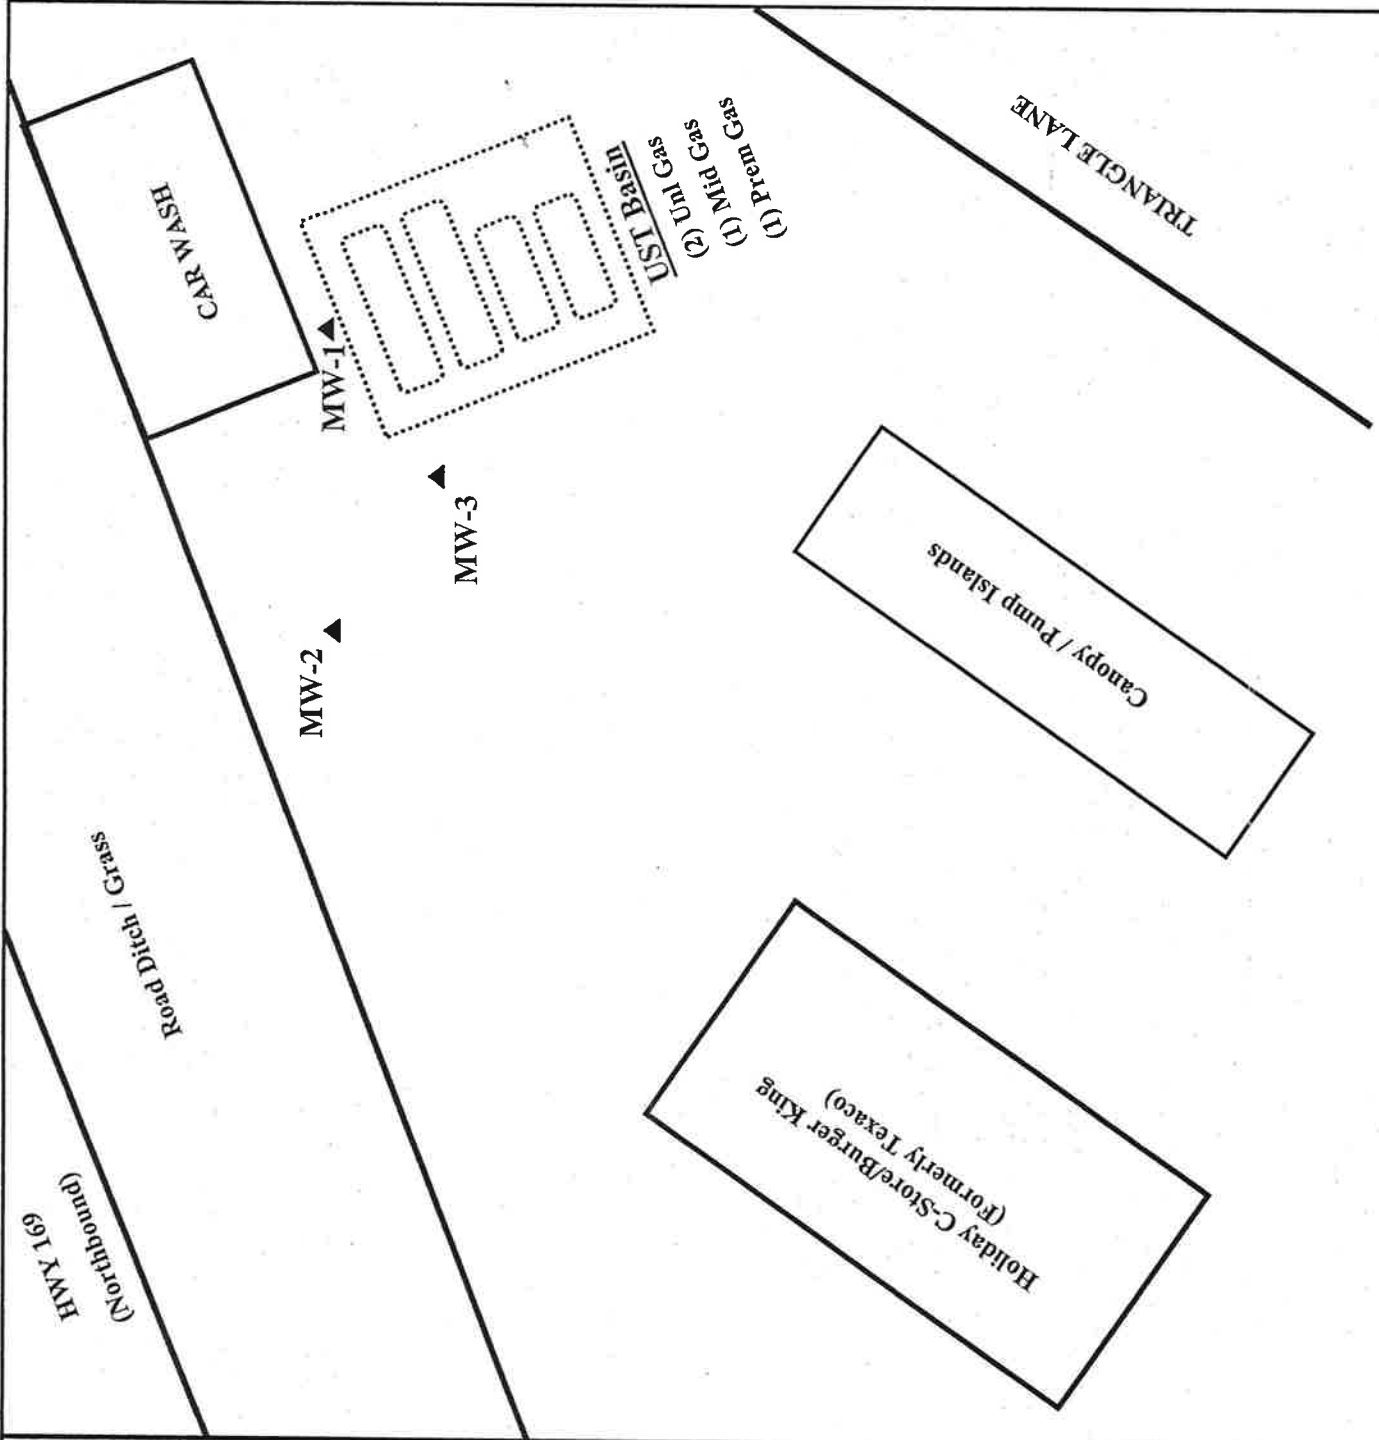 CAR WASH
TRIANGLE LANE
UST Basin
(2) Unl Gas
(1) Mid Gas
(1) Prem Gas
MW-1
MW-3
MW-2
Canopy / Pump Islands
Road Ditch / Grass
HWY 169
(Northbound)
Holiday C-Store/Burger King
(Formerly Texaco)